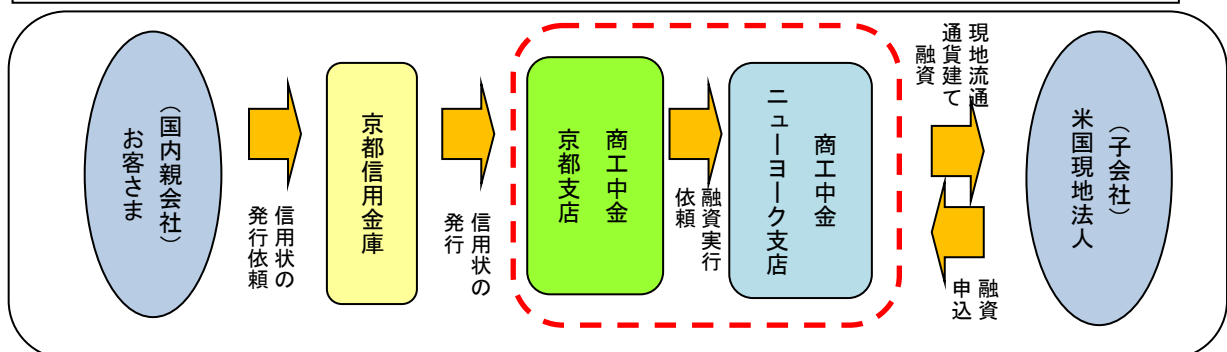 お客さま
(国内親会社)
信用状の
発行依頼
京都信用金庫
信用状の
発行
商工中金
京都支店
融資実行
依頼
商工中金
ニューヨーク支店
現地流通
通貨建て
融資
融資
申込
(子会社)
米国現地法人